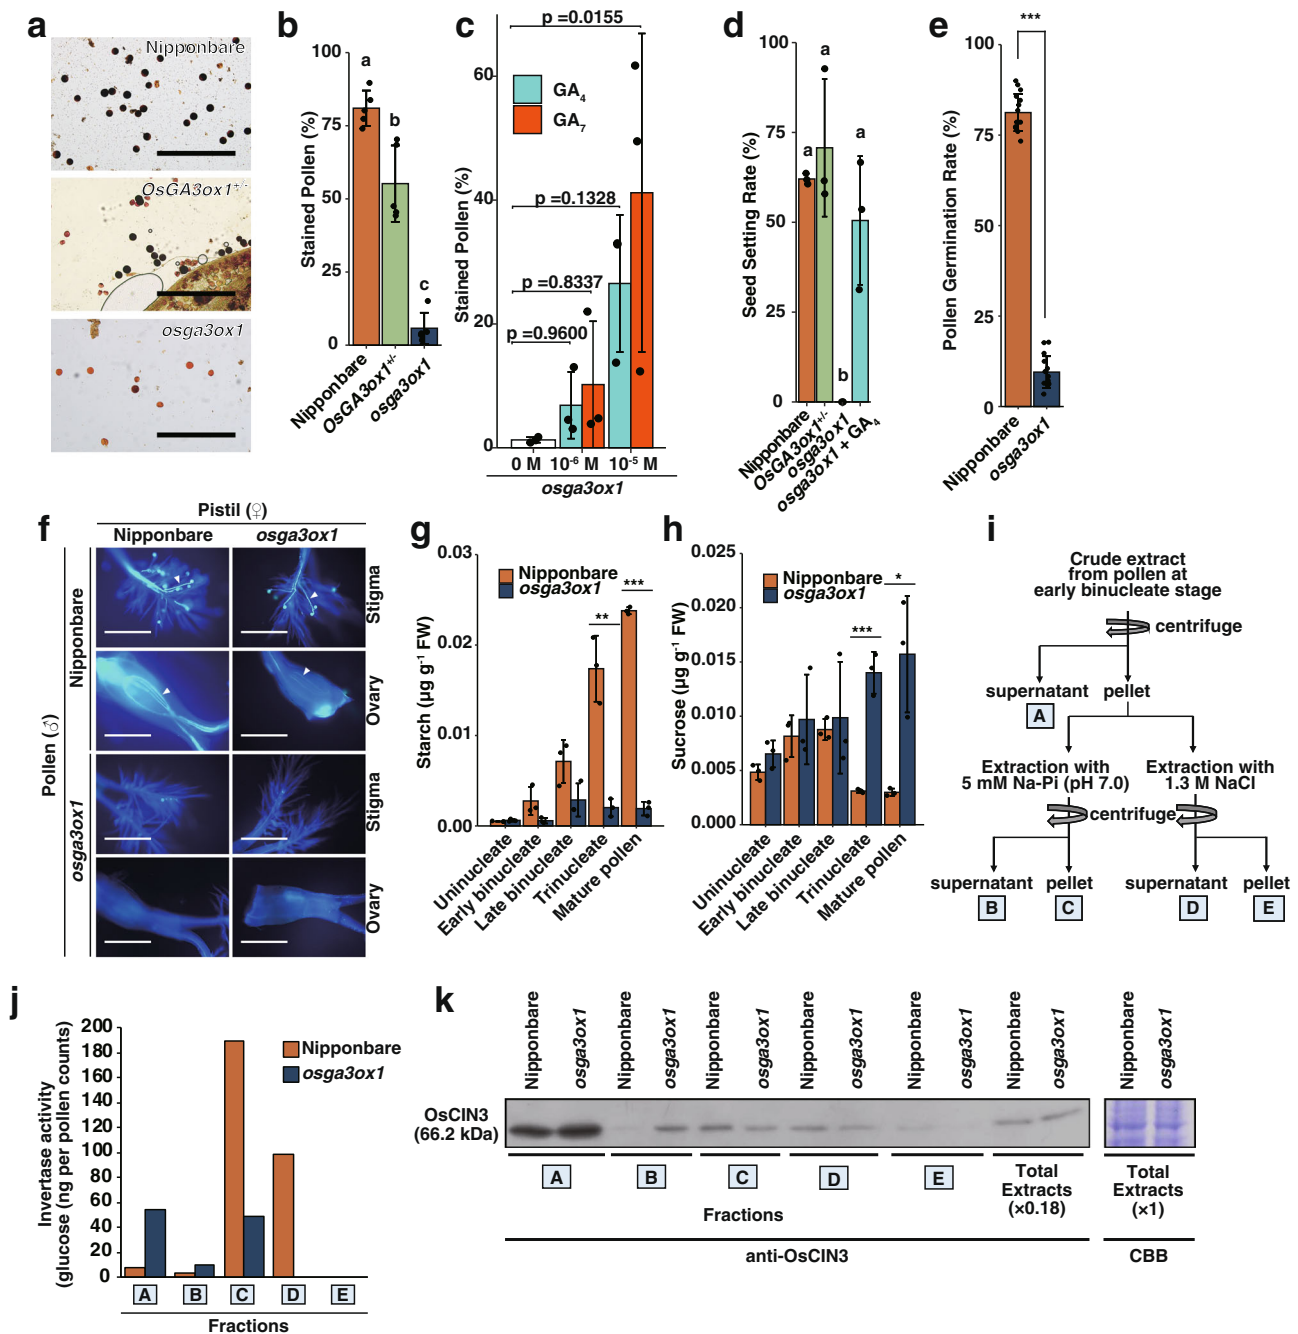 a
Nipponbare
OsGA3ox1+/-
osga3ox1
b
Stained Pollen (%)
100
75
50
25
0
a
b
c
Nipponbare
OsGA3ox1+/-
osga3ox1
c
Stained Pollen (%)
60
40
20
0
p =0.0155
GA4
GA7
p =0.1328
p =0.8337
p =0.9600
0 M
10-6 M
10-5 M
osga3ox1
d
Seed Setting Rate (%)
100
75
50
25
0
a
a
b
a
Nipponbare
OsGA3ox1+/-
osga3ox1
osga3ox1 + GA4
e
Pollen Germination Rate (%)
100
75
50
25
0
***
Nipponbare
osga3ox1
f
Pistil (♀)
Nipponbare
osga3ox1
Pollen (♂)
Nipponbare
osga3ox1
Stigma
Ovary
Stigma
Ovary
g
Starch (µg g-1 FW)
0.03
0.02
0.01
0.00
Nipponbare
osga3ox1
**
***
Uninucleate
Early binucleate
Late binucleate
Trinucleate
Mature pollen
h
Sucrose (µg g-1 FW)
0.025
0.020
0.015
0.010
0.005
0.000
Nipponbare
osga3ox1
***
*
Uninucleate
Early binucleate
Late binucleate
Trinucleate
Mature pollen
i
Crude extract
from pollen at
early binucleate stage
centrifuge
supernatant
pellet
A
Extraction with
5 mM Na-Pi (pH 7.0)
Extraction with
1.3 M NaCl
centrifuge
supernatant
pellet
supernatant
pellet
B
C
D
E
j
Invertase activity
(glucose (ng per pollen counts)
200
180
160
140
120
100
80
60
40
20
0
Nipponbare
osga3ox1
A
B
C
D
E
Fractions
k
Nipponbare
osga3ox1
Nipponbare
osga3ox1
Nipponbare
osga3ox1
Nipponbare
osga3ox1
Nipponbare
osga3ox1
Nipponbare
osga3ox1
Nipponbare
osga3ox1
OsCIN3
(66.2 kDa)
A
B
C
D
E
Total
Extracts
(×0.18)
Total
Extracts
(×1)
Fractions
anti-OsCIN3
CBB